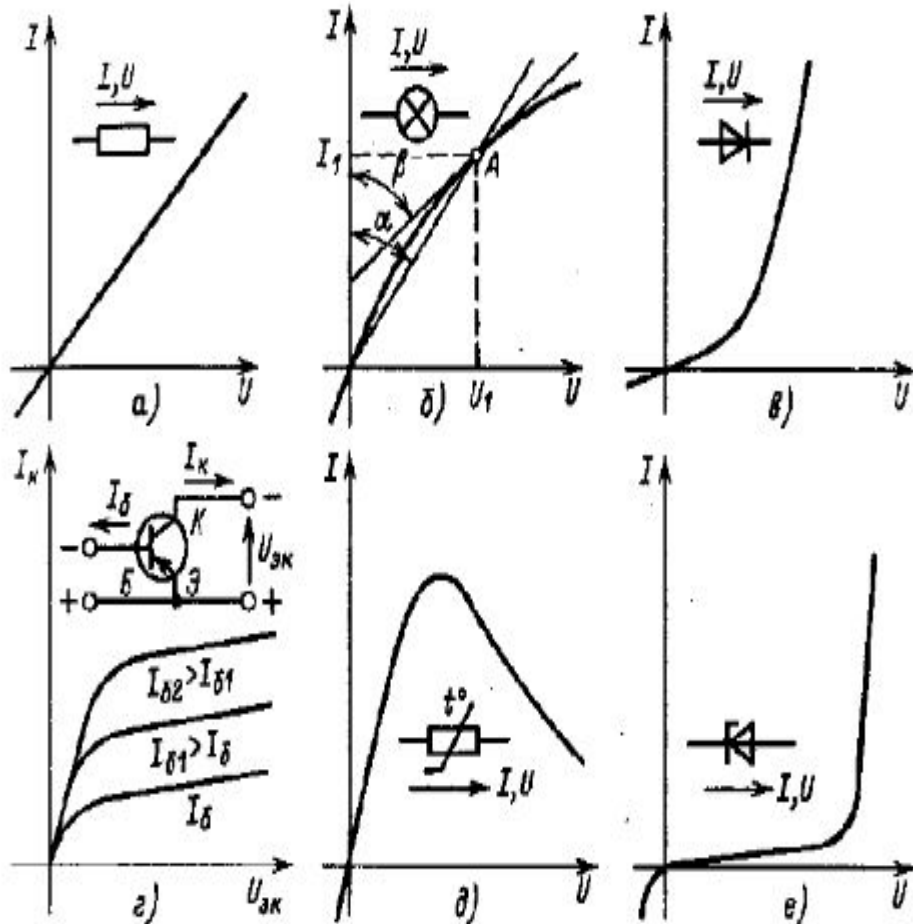 I
I, U
U
а)
I
I, U
I₁
β
α
A
U₁
U
б)
I
I, U
U
в)
Iк
Iк
Iб
К
−
−
Uэк
Б
Э
+
+
Iб2>Iб1
Iб1>Iб
Iб
Uэк
г)
I
t°
I, U
U
д)
I
I, U
U
е)